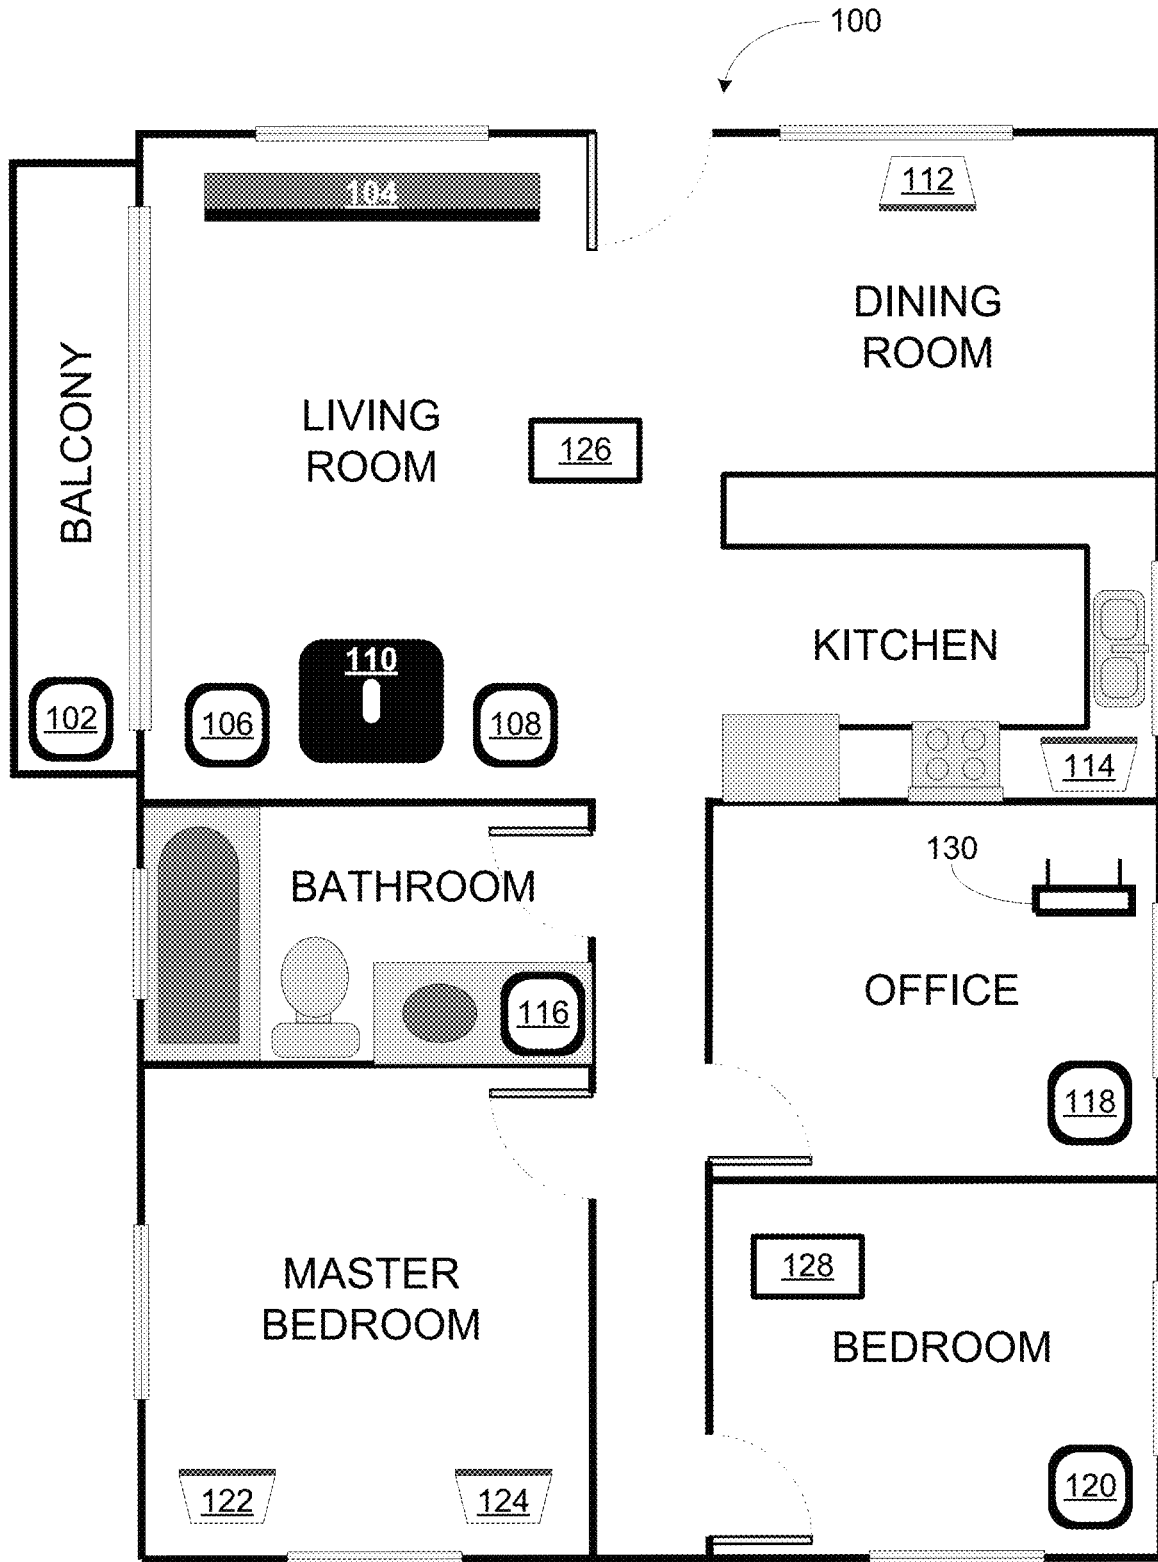 100
104
112
DINING
ROOM
BALCONY
LIVING
ROOM
126
KITCHEN
110
102
106
108
114
130
BATHROOM
OFFICE
116
118
128
MASTER
BEDROOM
BEDROOM
122
124
120